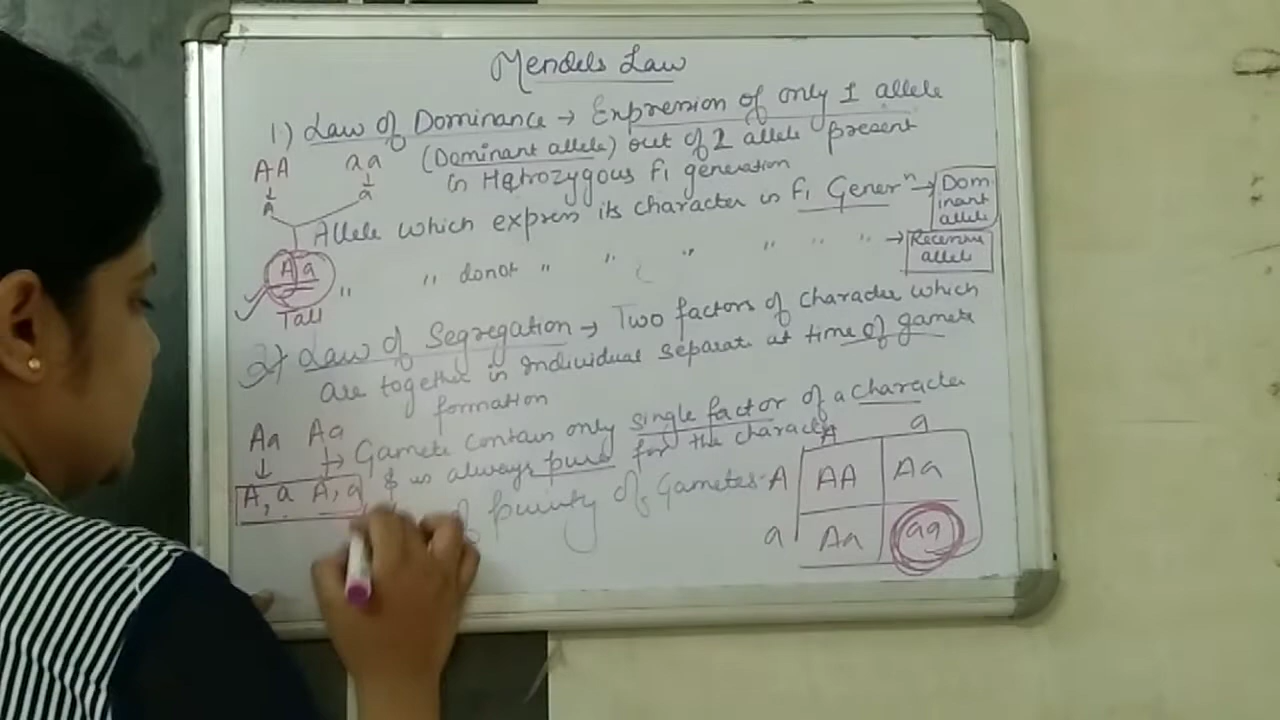 Mendels Law
1) Law of Dominance → Expression of only 1 allele
(Dominant allele) out of 2 allele present
in Hetrozygous F1 generation
AA aa
↓ ↓
A a
Allele which express its character in F1 Generⁿ → Dom
inant
allele
Aa
Tall
" " donot " " " " " " → Recessive
allele
2) Law of Segregation → Two factors of character which
are together in individual separate at time of gamete
formation
Aa Aa
↓ ↓
A, a A, a
→ Gamete contain only single factor of a character
& is always pure for the character
of purity of Gametes.
A a
A AA Aa
a Aa aa